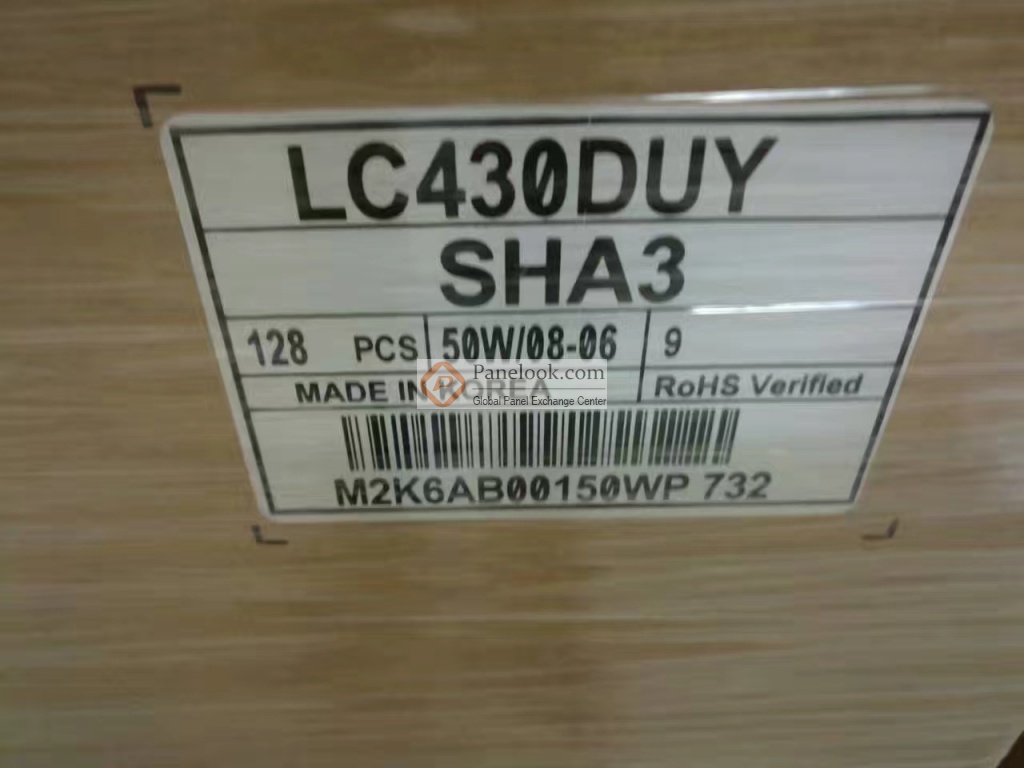 LC430DUY
SHA3
128 PCS 50W/08-06 9
MADE IN KOREA RoHS Verified
Panelook.com
Global Panel Exchange Center
M2K6AB00150WP 732